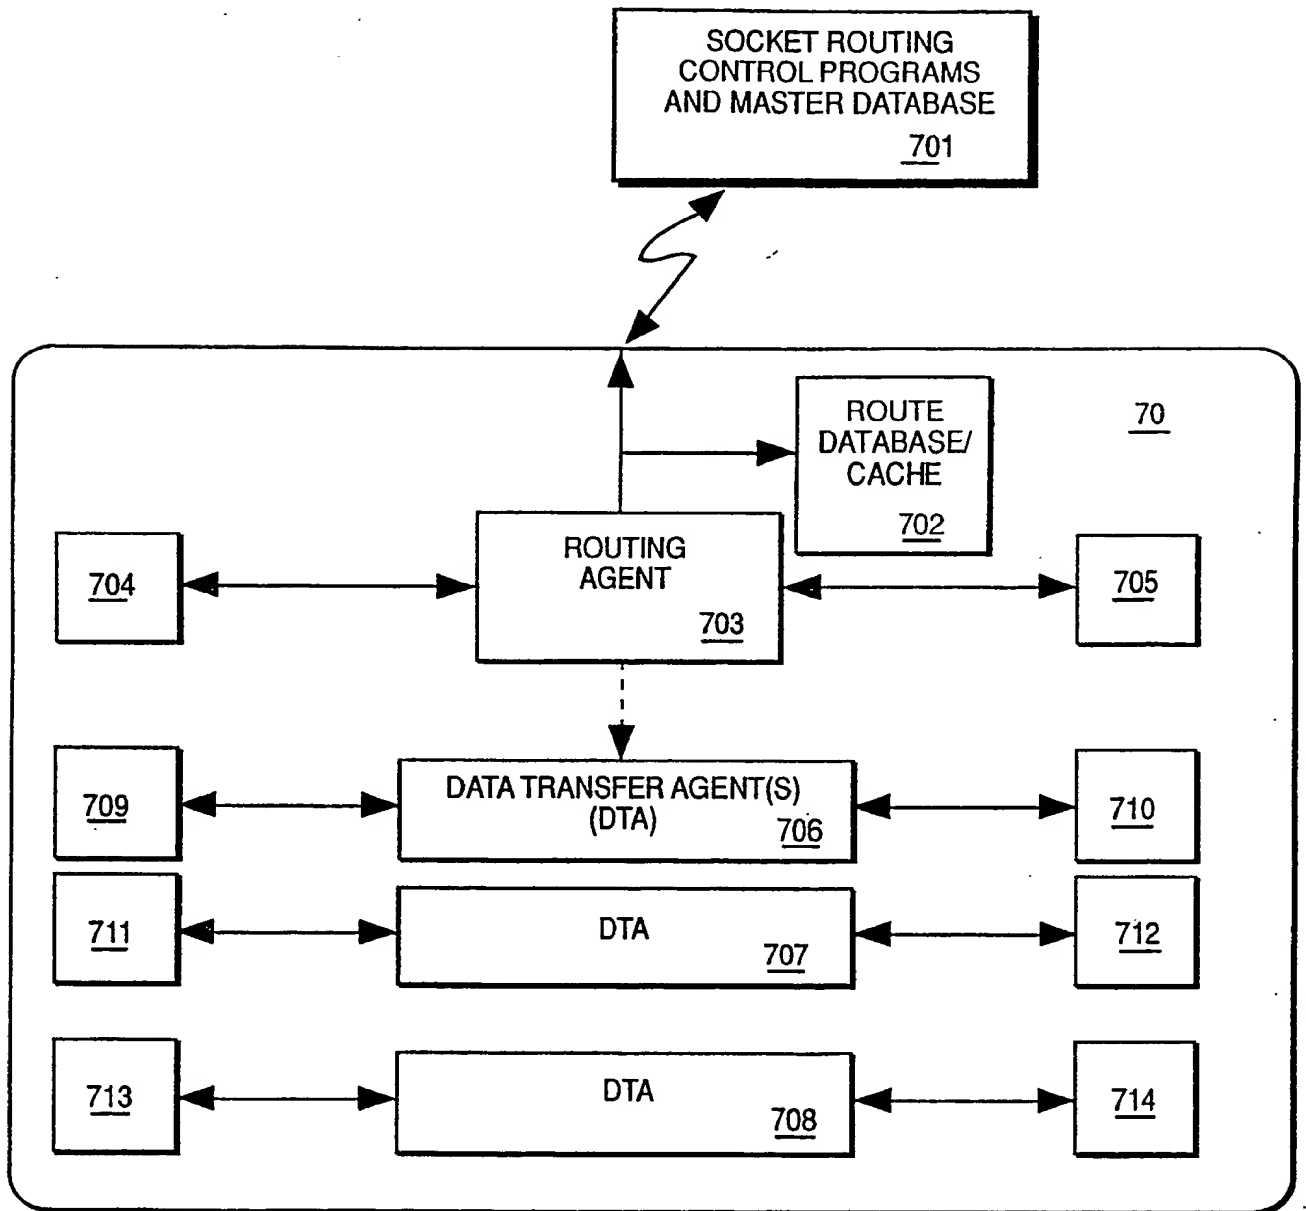 SOCKET ROUTING
CONTROL PROGRAMS
AND MASTER DATABASE
701
70
ROUTE
DATABASE/
CACHE
702
ROUTING
AGENT
703
704
705
DATA TRANSFER AGENT(S)
(DTA)
706
709
710
711
DTA
707
712
713
DTA
708
714